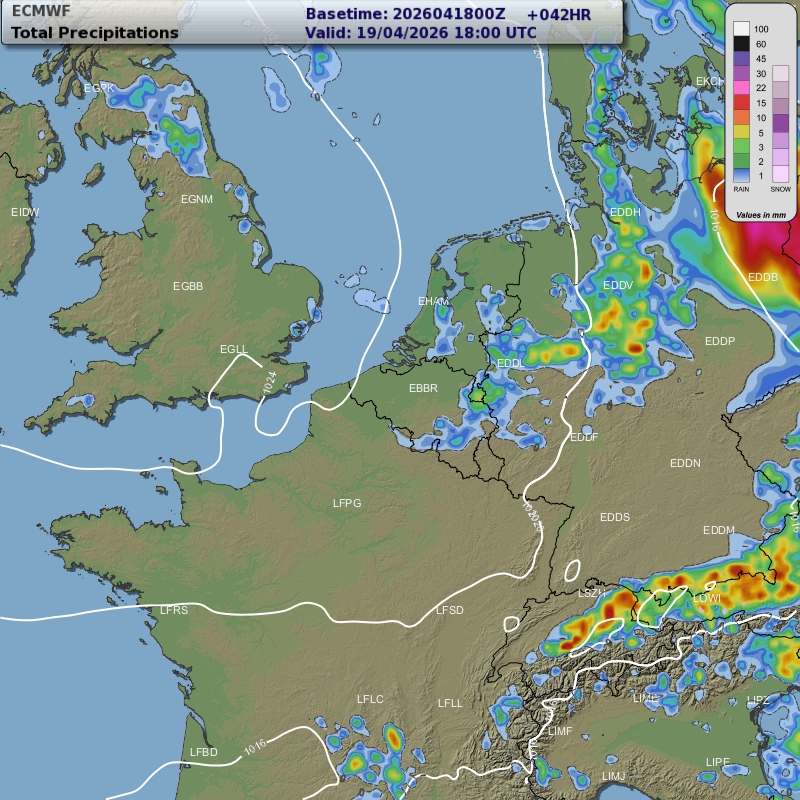 ECMWF
Basetime: 2026041800Z +042HR
Total Precipitations
Valid: 19/04/2026 18:00 UTC
100
60
45
30
22
15
10
5
3
2
1
RAIN SNOW
Values in mm
EGPK
EKCH
EIDW
EGNM
EDDH
1016
EGBB
EHAM
EDDV
EDDB
EGLL
EDDL
EDDP
1024
EBBR
EDDF
EDDN
LFPG
EDDS
EDDM
LSZH
LOWI
LFRS
LFSD
LFLC
LFLL
LIPZ
LIMF
LFBD
1016
LIPE
LIMJ